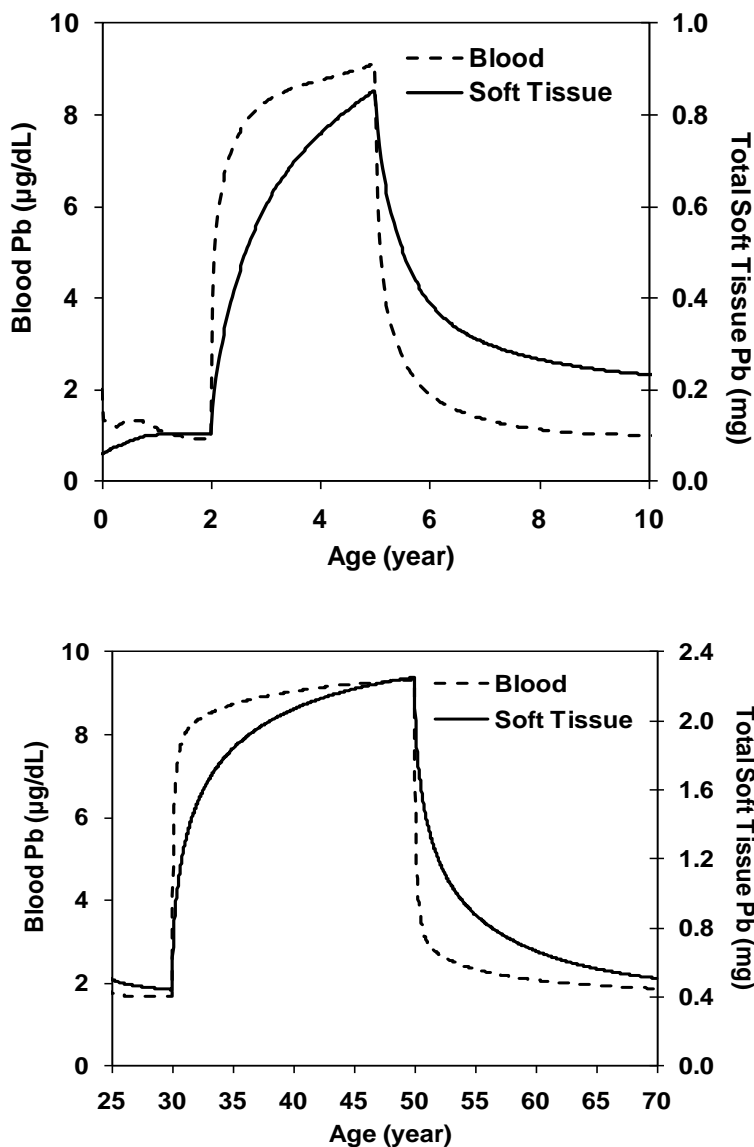 10
8
6
4
2
0
Blood Pb (µg/dL)
Blood
Soft Tissue
1.0
0.8
0.6
0.4
0.2
0.0
Total Soft
Tissue Pb (mg)
0 2 4 6 8 10
Age (year)
10
8
6
4
2
0
Blood Pb (µg/dL)
Blood
Soft Tissue
2.4
2.0
1.6
1.2
0.8
0.4
0.0
Total Soft Tissue Pb
(mg)
25 30 35 40 45 50 55 60 65 70
Age (year)